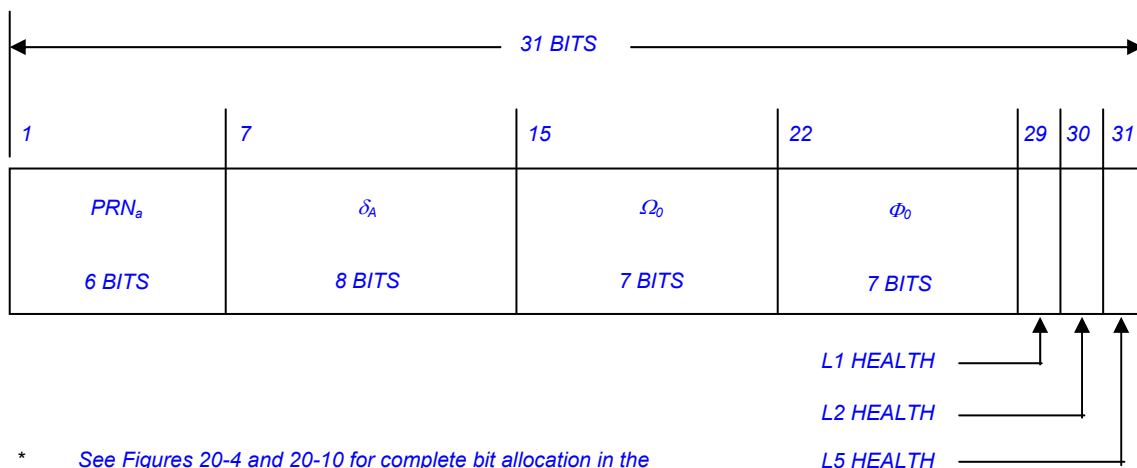 31 BITS
1 7 15 22 29 30 31
PRNₐ δ_A Ω₀ Φ₀
6 BITS 8 BITS 7 BITS 7 BITS
L1 HEALTH
L2 HEALTH
L5 HEALTH
* See Figures 20-4 and 20-10 for complete bit allocation in the